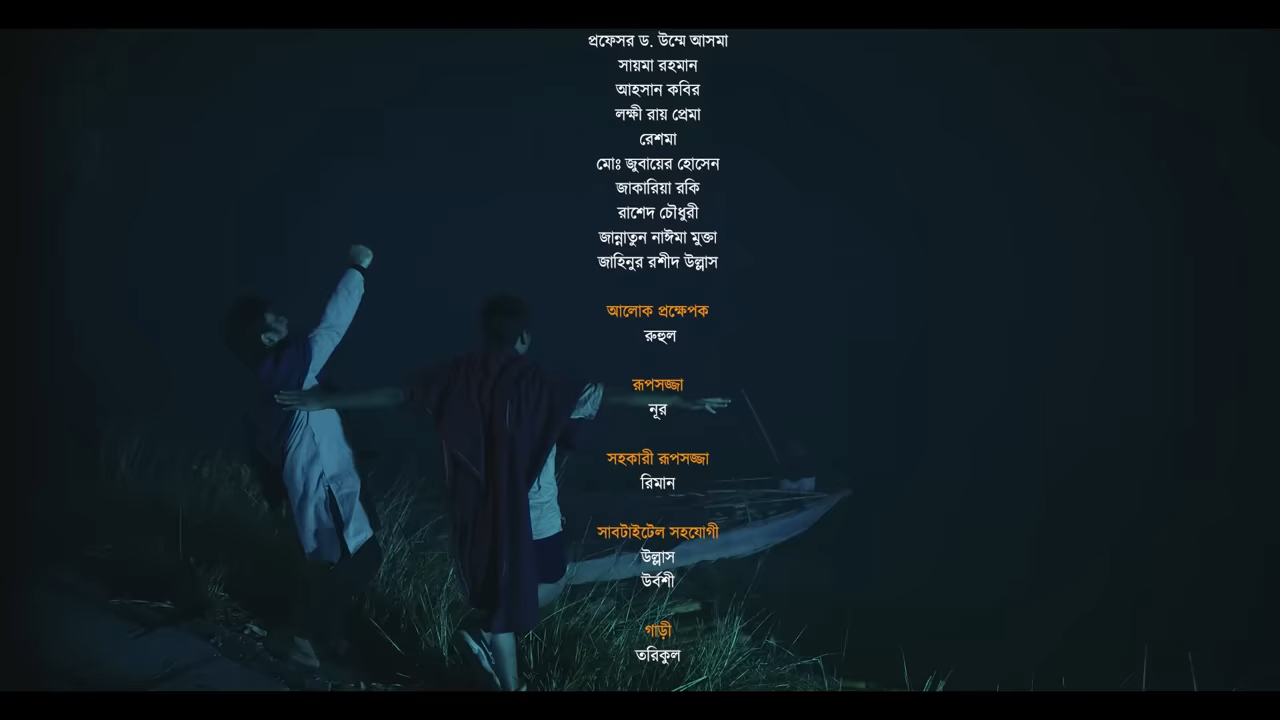 প্রফেসর ড. উম্মে আসমা
সায়মা রহমান
আহসান কবির
লক্ষী রায় প্রেমা
রেশমা
মোঃ জুবায়ের হোসেন
জাকারিয়া রকি
রাশেদ চৌধুরী
জান্নাতুন নাঈমা মুক্তা
জাহিনুর রশীদ উল্লাস
আলোক প্রক্ষেপক
রুহুল
রূপসজ্জা
নূর
সহকারী রূপসজ্জা
রিমান
সাবটাইটেল সহযোগী
উল্লাস
উর্বশী
গাড়ী
তরিকুল